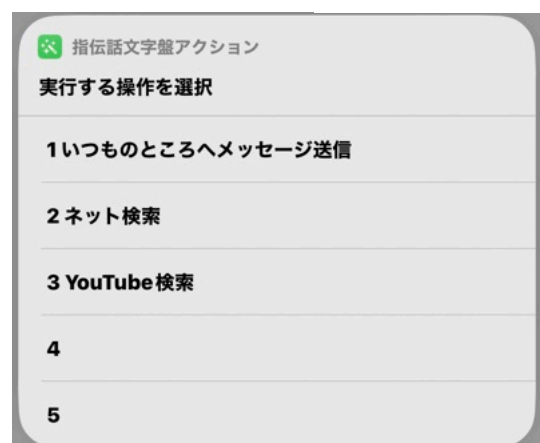 指伝話文字盤アクション
実行する操作を選択
1いつものところへメッセージ送信
2 ネット検索
3 YouTube検索
4
5